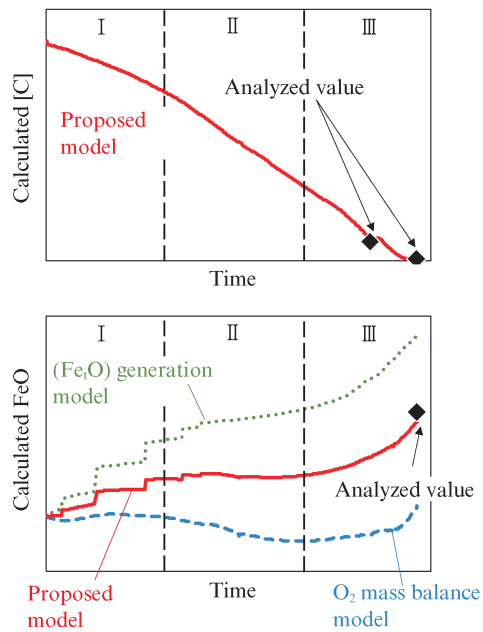 I
II
III
Analyzed value
Proposed
model
Calculated [C]
Time
I
II
III
(FeₜO) generation
model
Calculated FeO
Analyzed value
Time
Proposed
model
O₂ mass balance
model